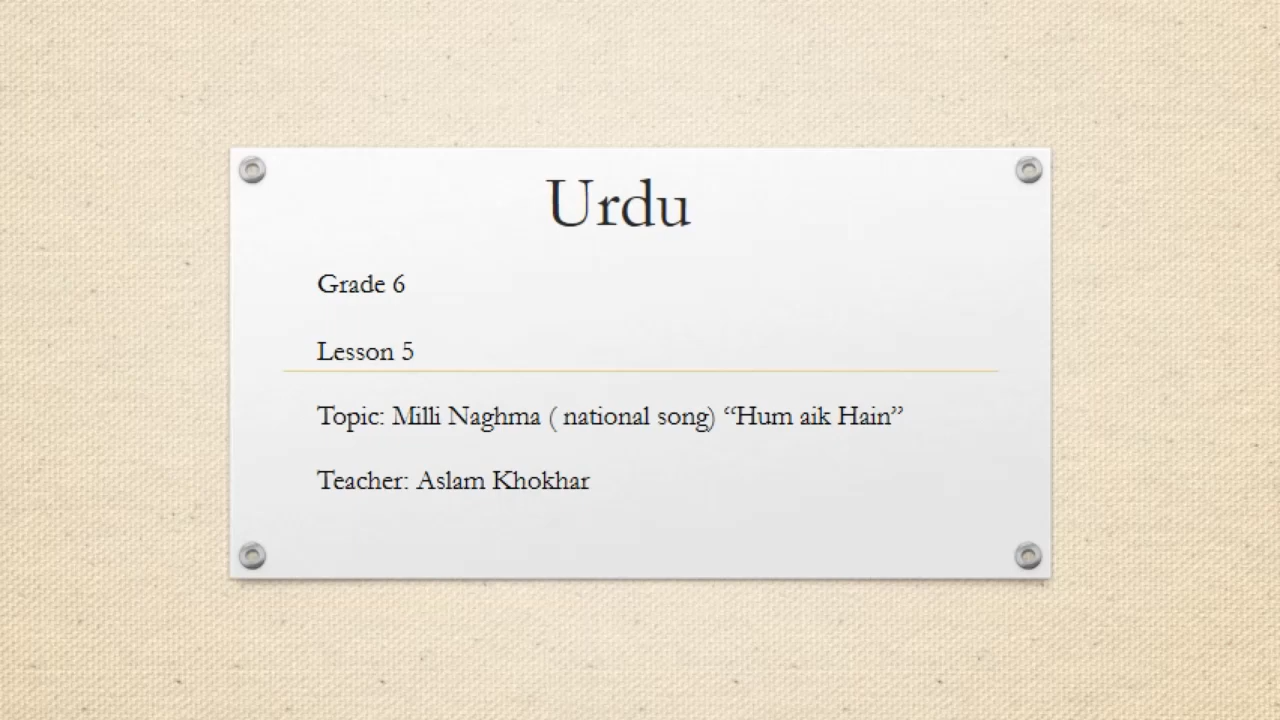 Urdu
Grade 6
Lesson 5
Topic: Milli Naghma ( national song) “Hum aik Hain”
Teacher: Aslam Khokhar